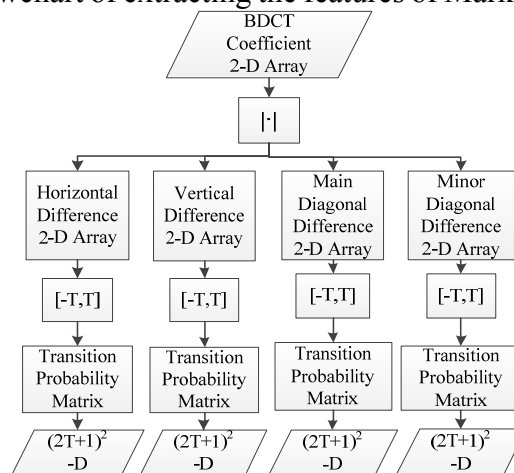 wchart of extracting the features of Mark
BDCT
Coefficient
2-D Array
|·|
Horizontal
Difference
2-D Array
Vertical
Difference
2-D Array
Main
Diagonal
Difference
2-D Array
Minor
Diagonal
Difference
2-D Array
[-T,T]
[-T,T]
[-T,T]
[-T,T]
Transition
Probability
Matrix
Transition
Probability
Matrix
Transition
Probability
Matrix
Transition
Probability
Matrix
(2T+1)²
-D
(2T+1)²
-D
(2T+1)²
-D
(2T+1)²
-D